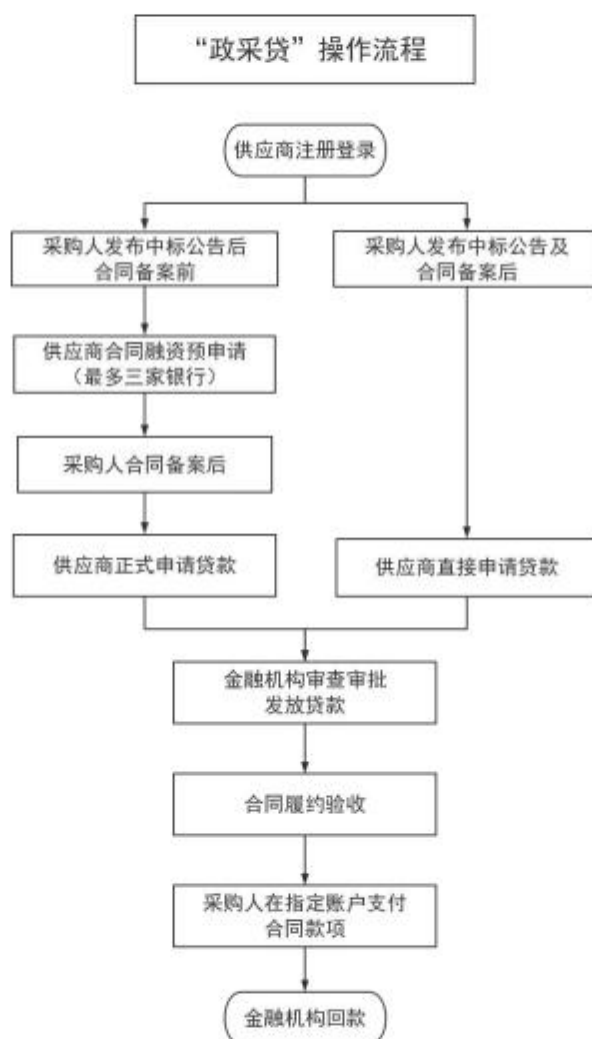 “政采贷”操作流程
供应商注册登录
采购人发布中标公告后
合同备案前
采购人发布中标公告及
合同备案后
供应商合同融资预申请
（最多三家银行）
采购人合同备案后
供应商正式申请贷款
供应商直接申请贷款
金融机构审查审批
发放贷款
合同履约验收
采购人在指定账户支付
合同款项
金融机构回款